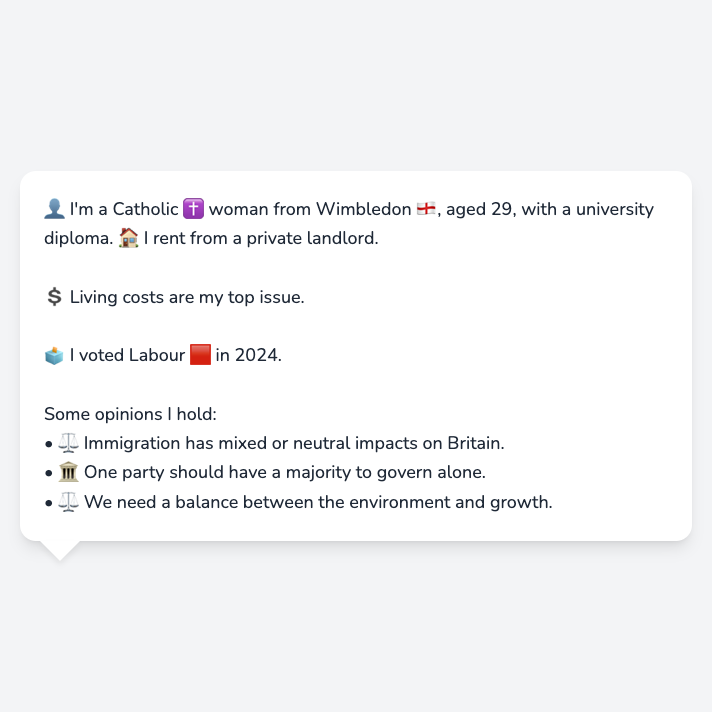 👤 I'm a Catholic ✝️ woman from Wimbledon 🏴󠁧󠁢󠁥󠁮󠁧󠁿, aged 29, with a university
diploma. 🏠 I rent from a private landlord.
💲 Living costs are my top issue.
🗳️ I voted Labour 🟥 in 2024.
Some opinions I hold:
• ⚖️ Immigration has mixed or neutral impacts on Britain.
• 🏛️ One party should have a majority to govern alone.
• ⚖️ We need a balance between the environment and growth.